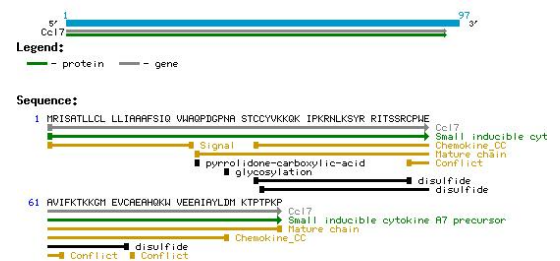 1 97
5' 3'
Ccl7
Legend:
- protein - gene
Sequence:
1 MRISATLLCL LLIAAAFSIQ VWAQPDGPNA STCCYVKKQK IPKRNLKSYR RITSSRCPWE
Ccl7
Small inducible cyt
Signal Chemokine_CC
Mature chain
pyrrolidone-carboxylic-acid Conflict
glycosylation
disulfide
disulfide
61 AVIFKTKKGM EVCAEAHQKW VEEAIAYLDM KTPTPKP
Ccl7
Small inducible cytokine A7 precursor
Mature chain
Chemokine_CC
disulfide
Conflict Conflict